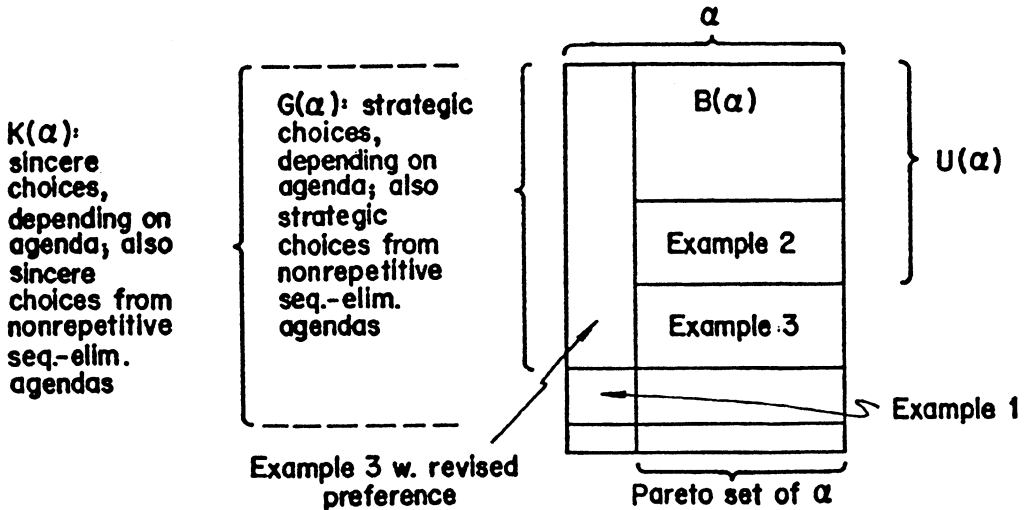 α
K(α):
sincere
choices,
depending on
agenda; also
sincere
choices from
nonrepetitive
seq.-elim.
agendas
G(α): strategic
choices,
depending on
agenda; also
strategic
choices from
nonrepetitive
seq.-elim.
agendas
B(α)
U(α)
Example 2
Example 3
Example 1
Example 3 w. revised
preference
Pareto set of α